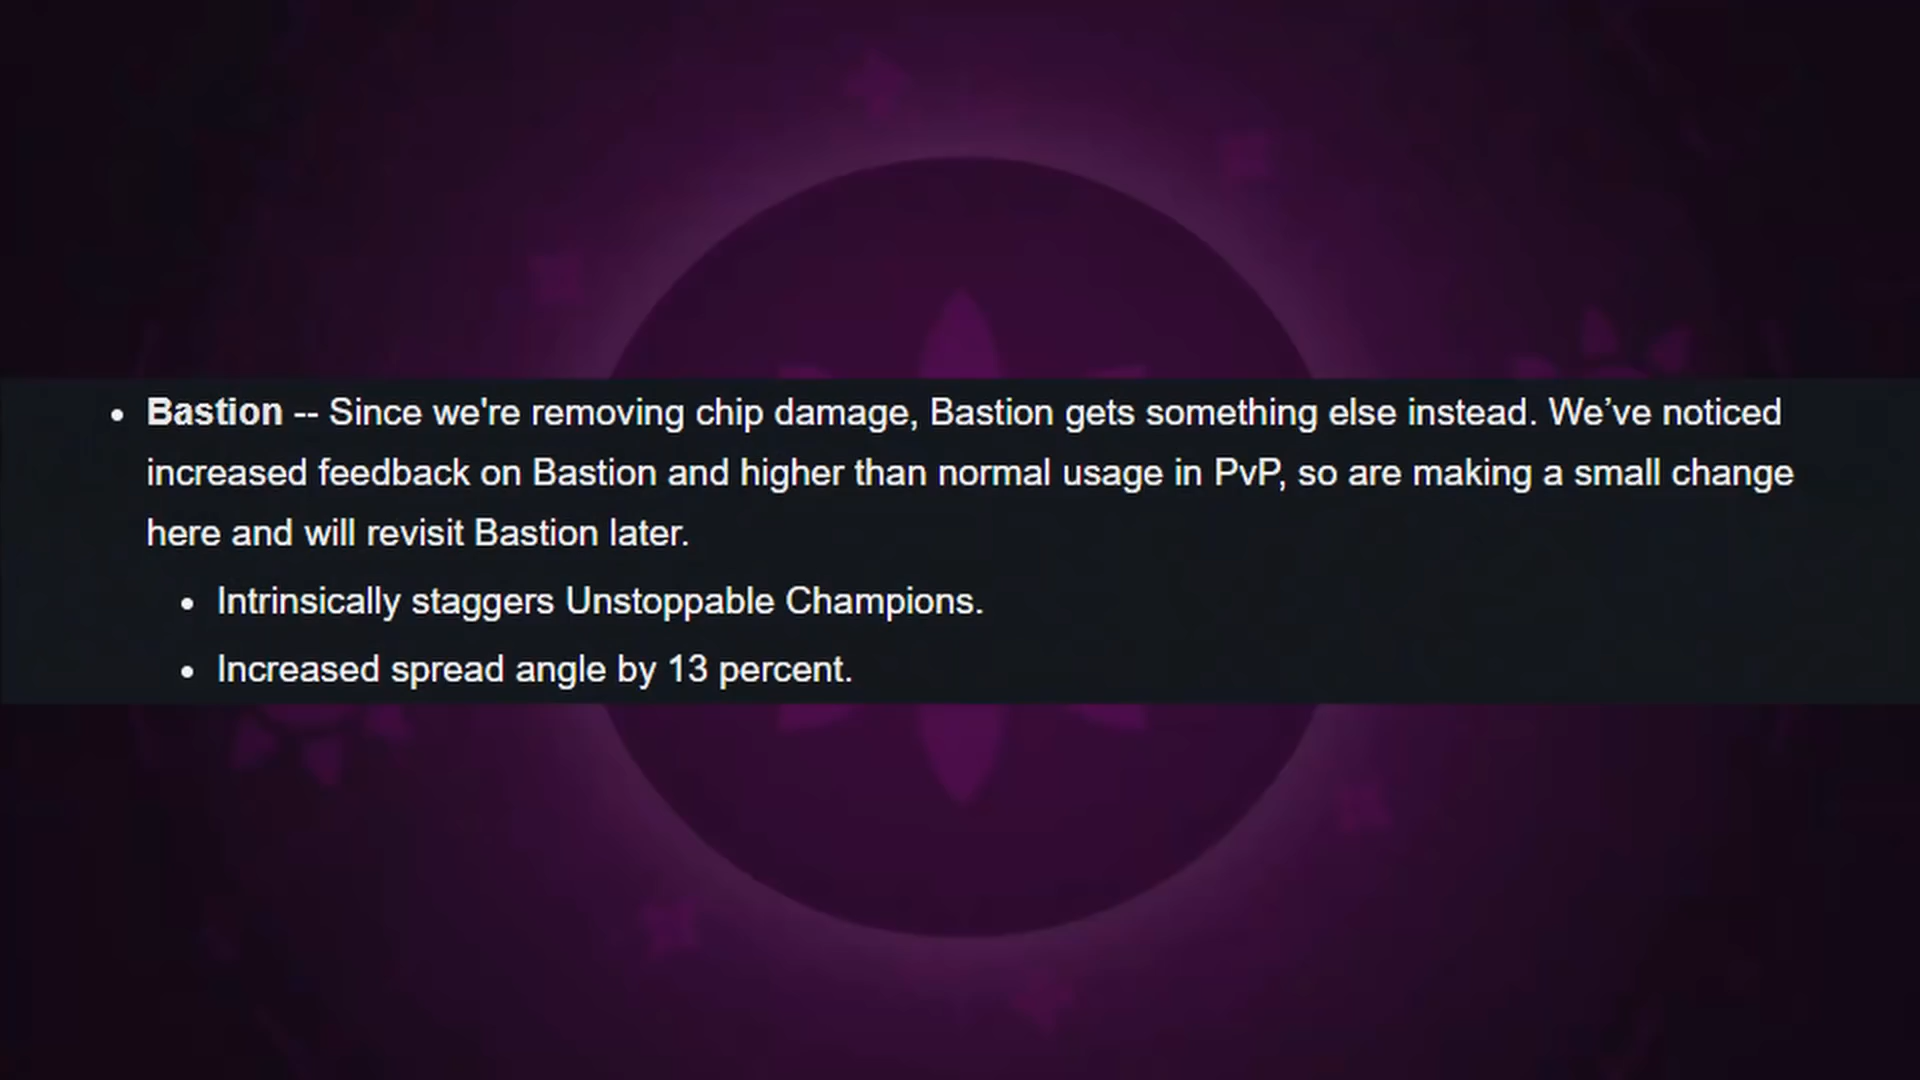 • Bastion -- Since we're removing chip damage, Bastion gets something else instead. We’ve noticed
increased feedback on Bastion and higher than normal usage in PvP, so are making a small change
here and will revisit Bastion later.
• Intrinsically staggers Unstoppable Champions.
• Increased spread angle by 13 percent.